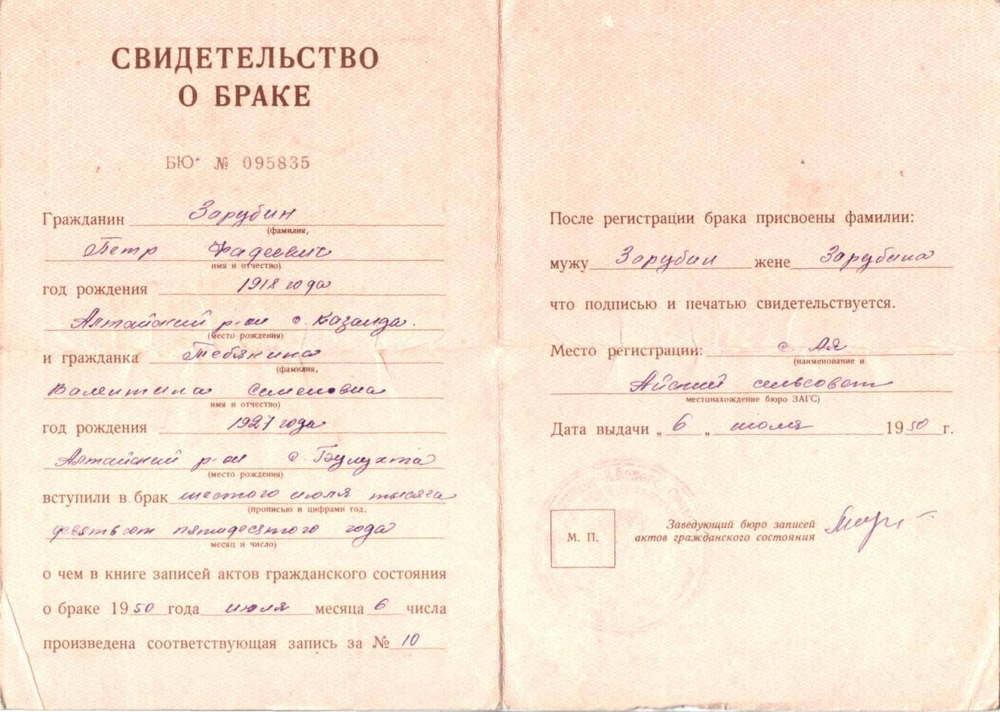 СВИДЕТЕЛЬСТВО
О БРАКЕ
БЮ № 095835
Гражданин Зарубин
(фамилия,
Петр Фадеевич
имя и отчество)
год рождения 1918 года
Алтайский р-он с. Казанда.
(место рождения)
и гражданка Тебякина
(фамилия,
Валентина Семеновна
имя и отчество)
год рождения 1927 года
Алтайский р-он с. Булухта
(место рождения)
вступили в брак шестого июля тысяча
(прописью и цифрами год,
девятьсот пятидесятого года
месяц и число)
о чем в книге записей актов гражданского состояния
о браке 1950 года июля месяца 6 числа
произведена соответствующая запись за № 10
После регистрации брака присвоены фамилии:
мужу Зарубин жене Зарубина
что подписью и печатью свидетельствуется.
Место регистрации: с. Ая
(наименование и
Айский сельсовет
местонахождение бюро ЗАГС)
Дата выдачи „ 6 „ июля 1950 г.
М. П.
Заведующий бюро записей
актов гражданского состояния